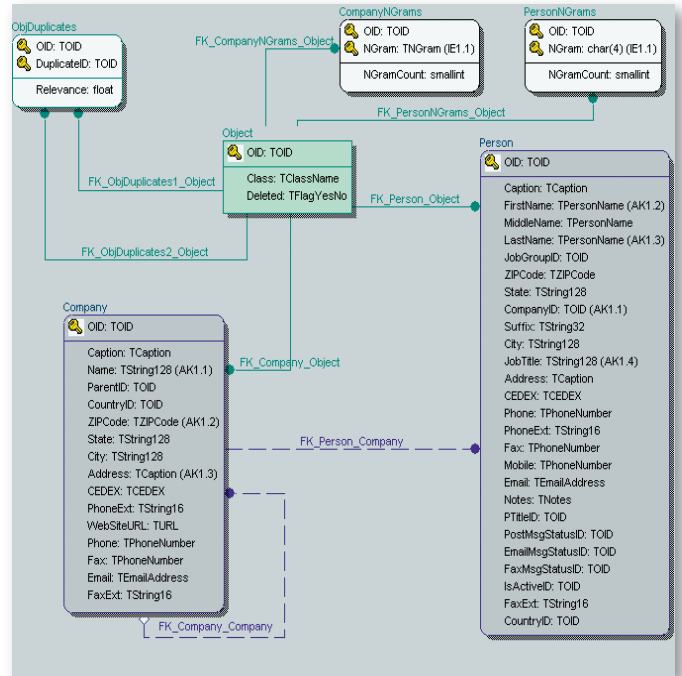 ObjDuplicates
OID: TOID
DuplicateID: TOID
Relevance: float
CompanyNGrams
OID: TOID
NGram: TNGram (IE1.1)
NGramCount: smallint
PersonNGrams
OID: TOID
NGram: char(4) (IE1.1)
NGramCount: smallint
FK_CompanyNGrams_Object
FK_PersonNGrams_Object
Object
OID: TOID
Class: TClassName
Deleted: TFlagYesNo
FK_ObjDuplicates1_Object
FK_Person_Object
FK_ObjDuplicates2_Object
Person
OID: TOID
Caption: TCaption
FirstName: TPersonName (AK1.2)
MiddleName: TPersonName
LastName: TPersonName (AK1.3)
JobGroupID: TOID
ZIPCode: TZIPCode
State: TString128
CompanyID: TOID (AK1.1)
Suffix: TString32
City: TString128
JobTitle: TString128 (AK1.4)
Address: TCaption
CEDEX: TCEDEX
Phone: TPhoneNumber
PhoneExt: TString16
Fax: TPhoneNumber
Mobile: TPhoneNumber
Email: TEmailAddress
Notes: TNotes
PTitleID: TOID
PostMsgStatusID: TOID
EmailMsgStatusID: TOID
FaxMsgStatusID: TOID
IsActiveID: TOID
FaxExt: TString16
CountryID: TOID
Company
OID: TOID
Caption: TCaption
Name: TString128 (AK1.1)
ParentID: TOID
CountryID: TOID
ZIPCode: TZIPCode (AK1.2)
State: TString128
City: TString128
Address: TCaption (AK1.3)
CEDEX: TCEDEX
PhoneExt: TString16
WebSiteURL: TURL
Phone: TPhoneNumber
Fax: TPhoneNumber
Email: TEmailAddress
FaxExt: TString16
FK_Company_Object
FK_Person_Company
FK_Company_Company